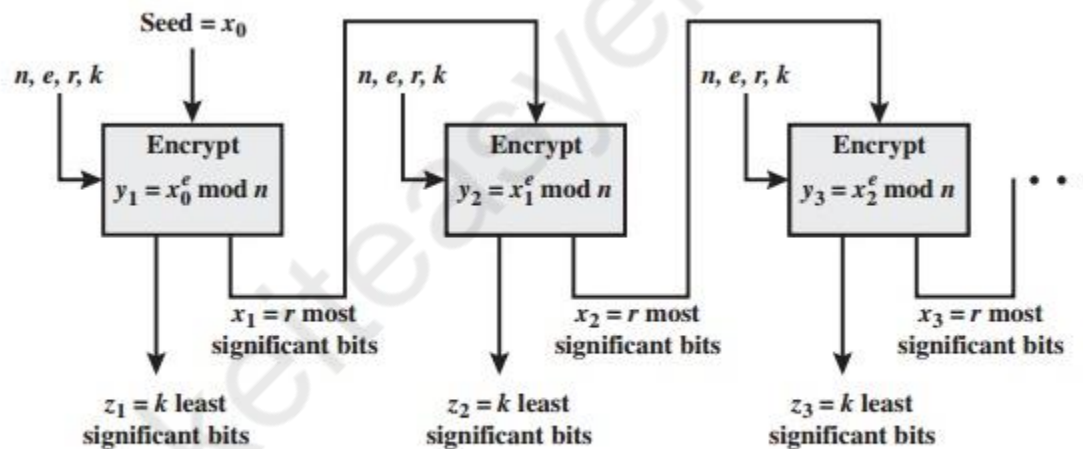 Seed = x₀
n, e, r, k
n, e, r, k
n, e, r, k
Encrypt
y₁ = x₀ᵉ mod n
Encrypt
y₂ = x₁ᵉ mod n
Encrypt
y₃ = x₂ᵉ mod n
x₁ = r most
significant bits
x₂ = r most
significant bits
x₃ = r most
significant bits
z₁ = k least
significant bits
z₂ = k least
significant bits
z₃ = k least
significant bits